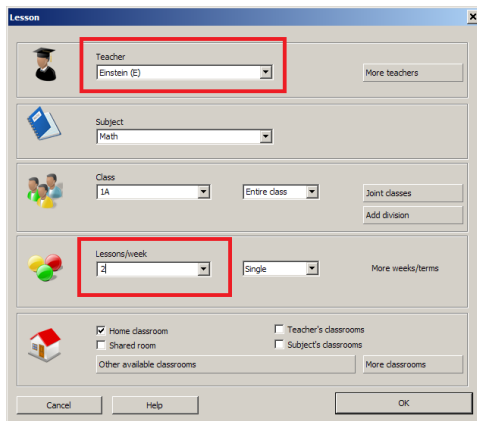 Lesson
Teacher
Einstein (E)
More teachers
Subject
Math
Class
1A
Entire class
Joint classes
Add division
Lessons/week
2
Single
More weeks/terms
Home classroom
Teacher's classrooms
Shared room
Subject's classrooms
Other available classrooms
More classrooms
Cancel
Help
OK